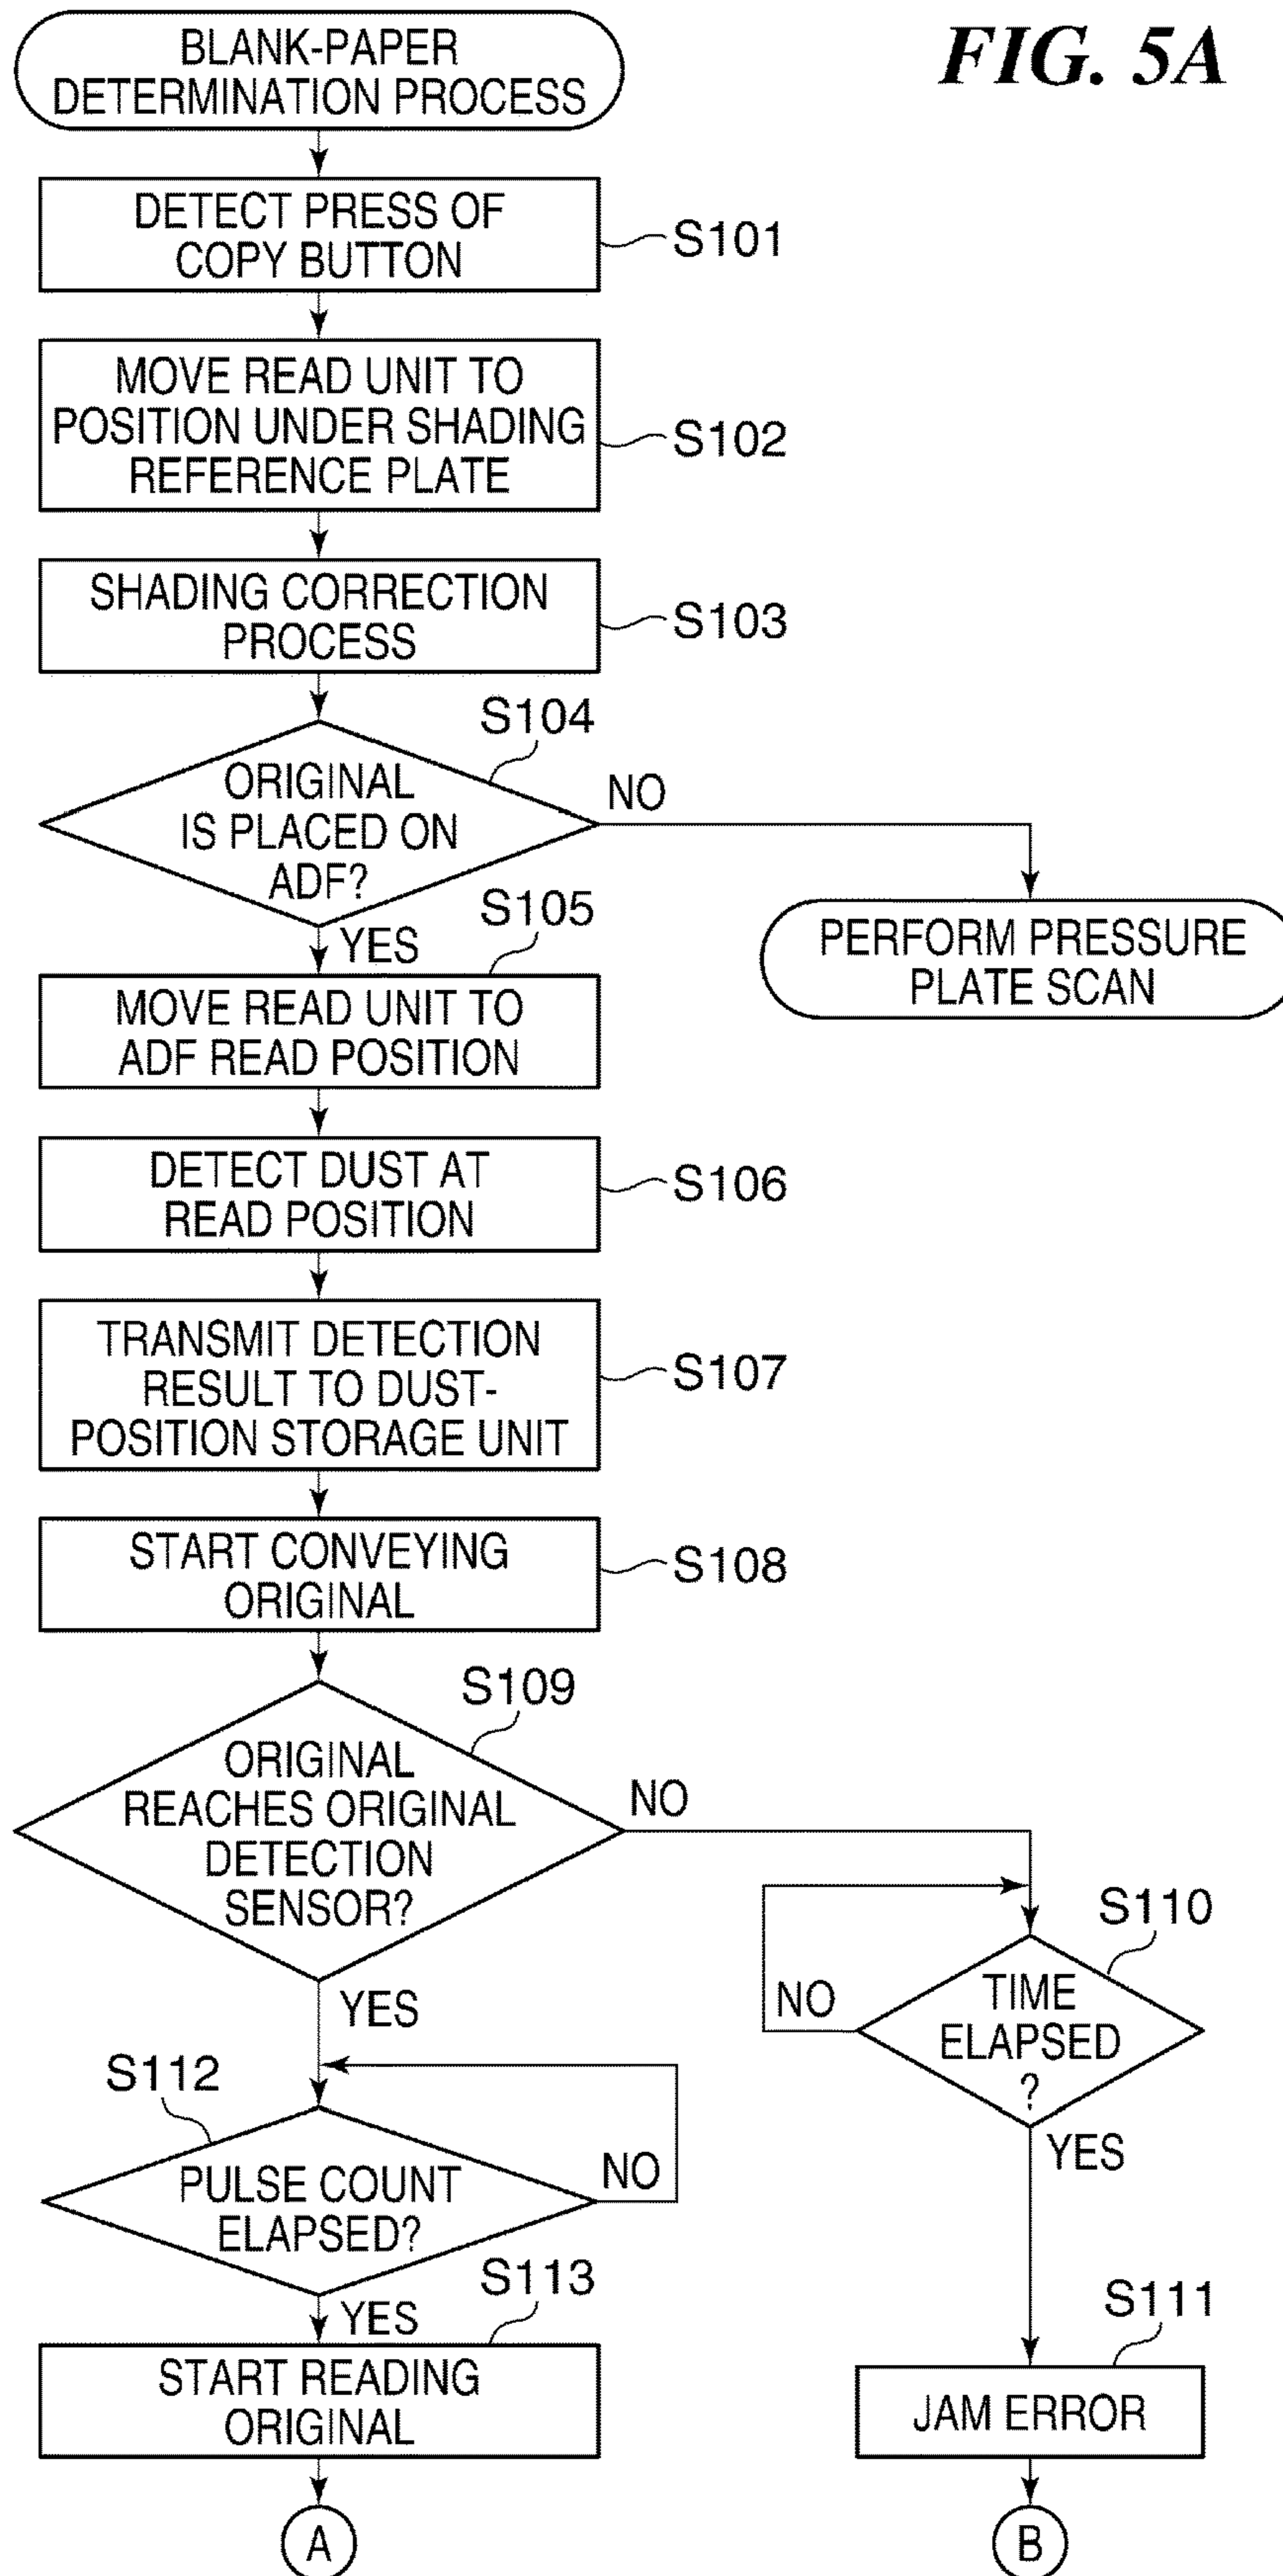 FIG. 5A
BLANK-PAPER
DETERMINATION PROCESS
DETECT PRESS OF
COPY BUTTON
S101
MOVE READ UNIT TO
POSITION UNDER SHADING
REFERENCE PLATE
S102
SHADING CORRECTION
PROCESS
S103
S104
ORIGINAL
IS PLACED ON
ADF?
NO
YES
PERFORM PRESSURE
PLATE SCAN
S105
MOVE READ UNIT TO
ADF READ POSITION
DETECT DUST AT
READ POSITION
S106
TRANSMIT DETECTION
RESULT TO DUST-
POSITION STORAGE UNIT
S107
START CONVEYING
ORIGINAL
S108
S109
ORIGINAL
REACHES ORIGINAL
DETECTION
SENSOR?
NO
YES
S110
TIME
ELAPSED
?
NO
YES
S112
PULSE COUNT
ELAPSED?
NO
YES
S113
START READING
ORIGINAL
S111
JAM ERROR
A
B